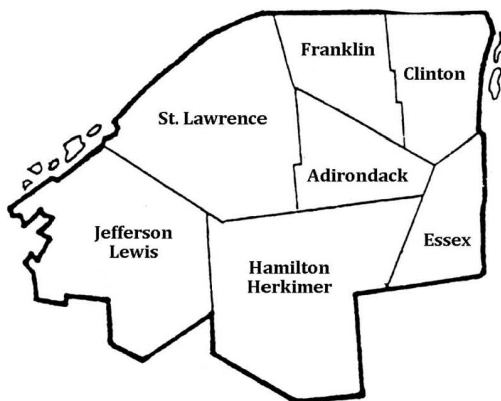 Franklin
Clinton
St. Lawrence
Adirondack
Jefferson
Lewis
Essex
Hamilton
Herkimer